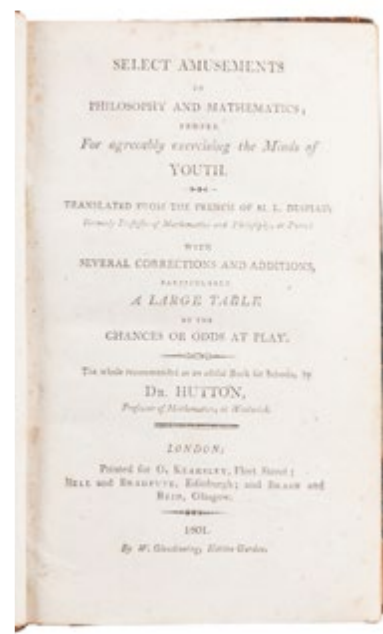 SELECT AMUSEMENTS
IN
PHILOSOPHY AND MATHEMATICS;
PROPER
For agreeably exercising the Minds of
YOUTH.
TRANSLATED FROM THE FRENCH OF M. L. DESPIAU,
Formerly Professor of Mathematics and Philosophy, at Paris.
WITH
SEVERAL CORRECTIONS AND ADDITIONS,
PARTICULARLY
A LARGE TABLE
OF THE
CHANCES OR ODDS AT PLAY.
The whole recommended as an useful Book for Schools, by
DR. HUTTON,
Professor of Mathematics, at Woolwich.
LONDON:
Printed for G. KEARSLEY, Fleet Street;
BELL and BRADFUTE, Edinburgh; and BRASH and
REID, Glasgow.
1801.
By W. Glendinning, Hatton Garden.